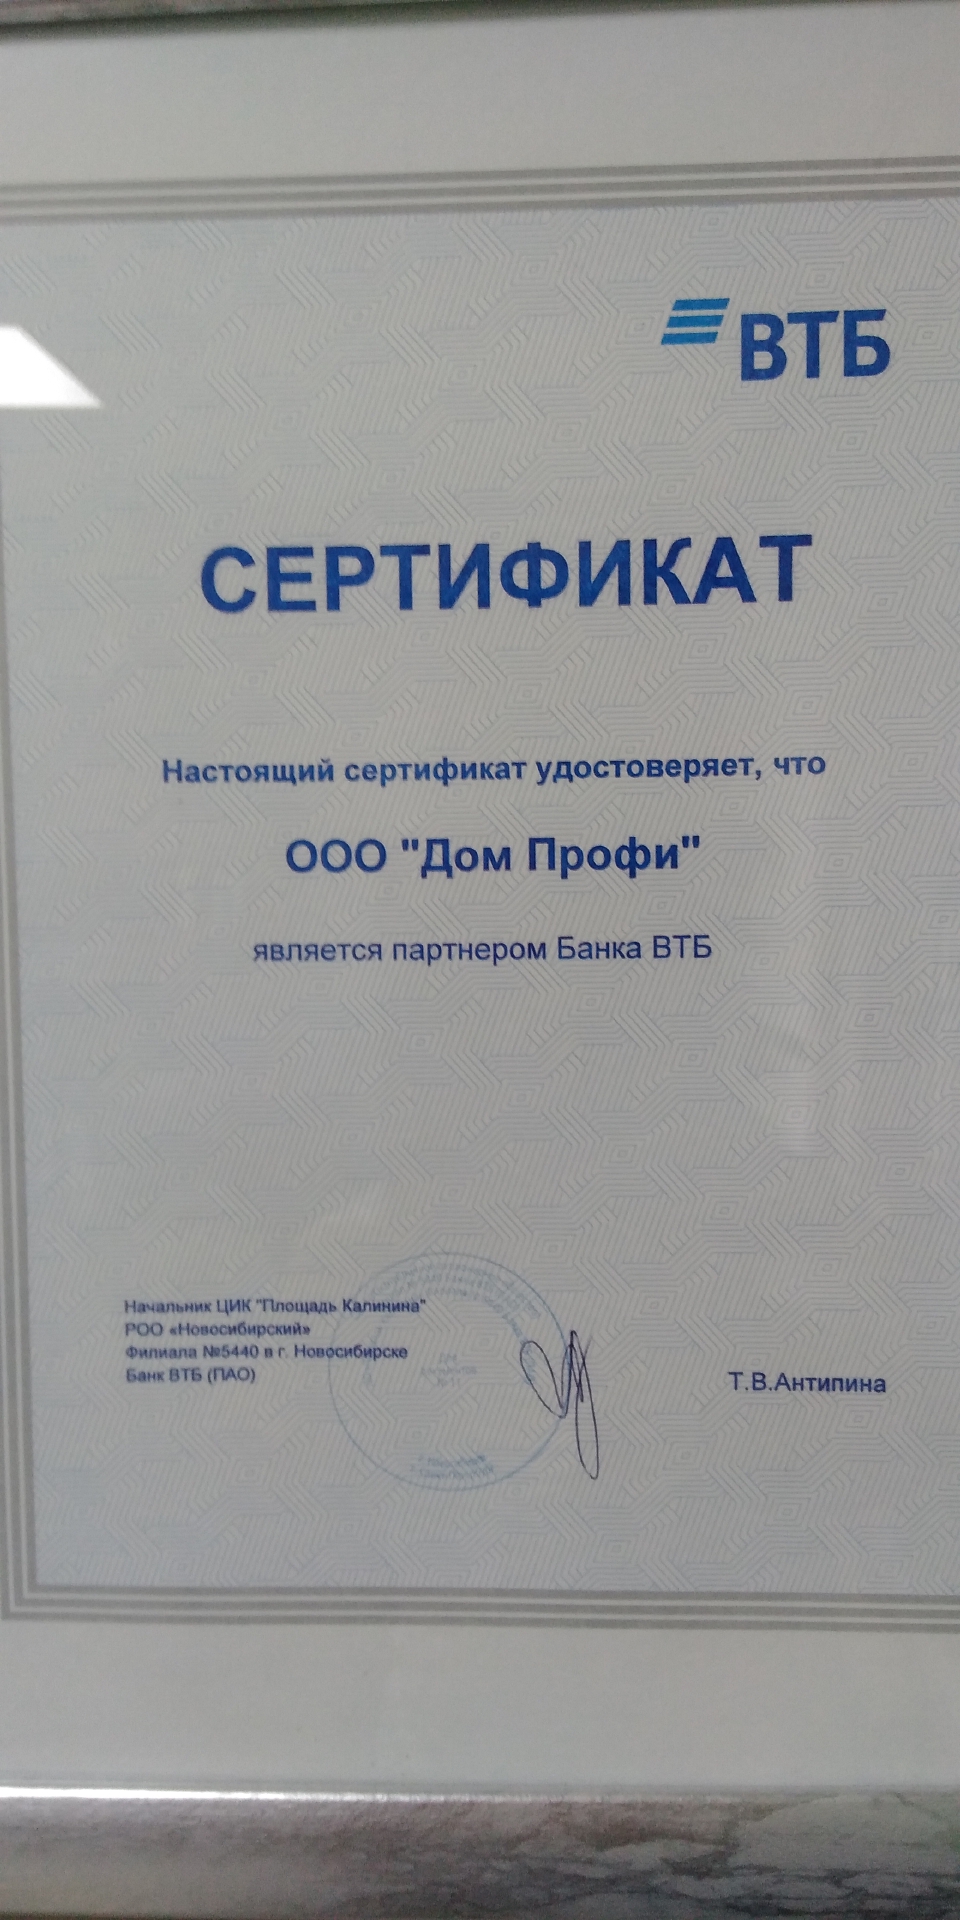 ВТБ
СЕРТИФИКАТ
Настоящий сертификат удостоверяет, что
ООО "Дом Профи"
является партнером Банка ВТБ
Начальник ЦИК "Площадь Калинина"
РОО «Новосибирский»
Филиала №5440 в г. Новосибирске
Банк ВТБ (ПАО)
Т.В.Антипина